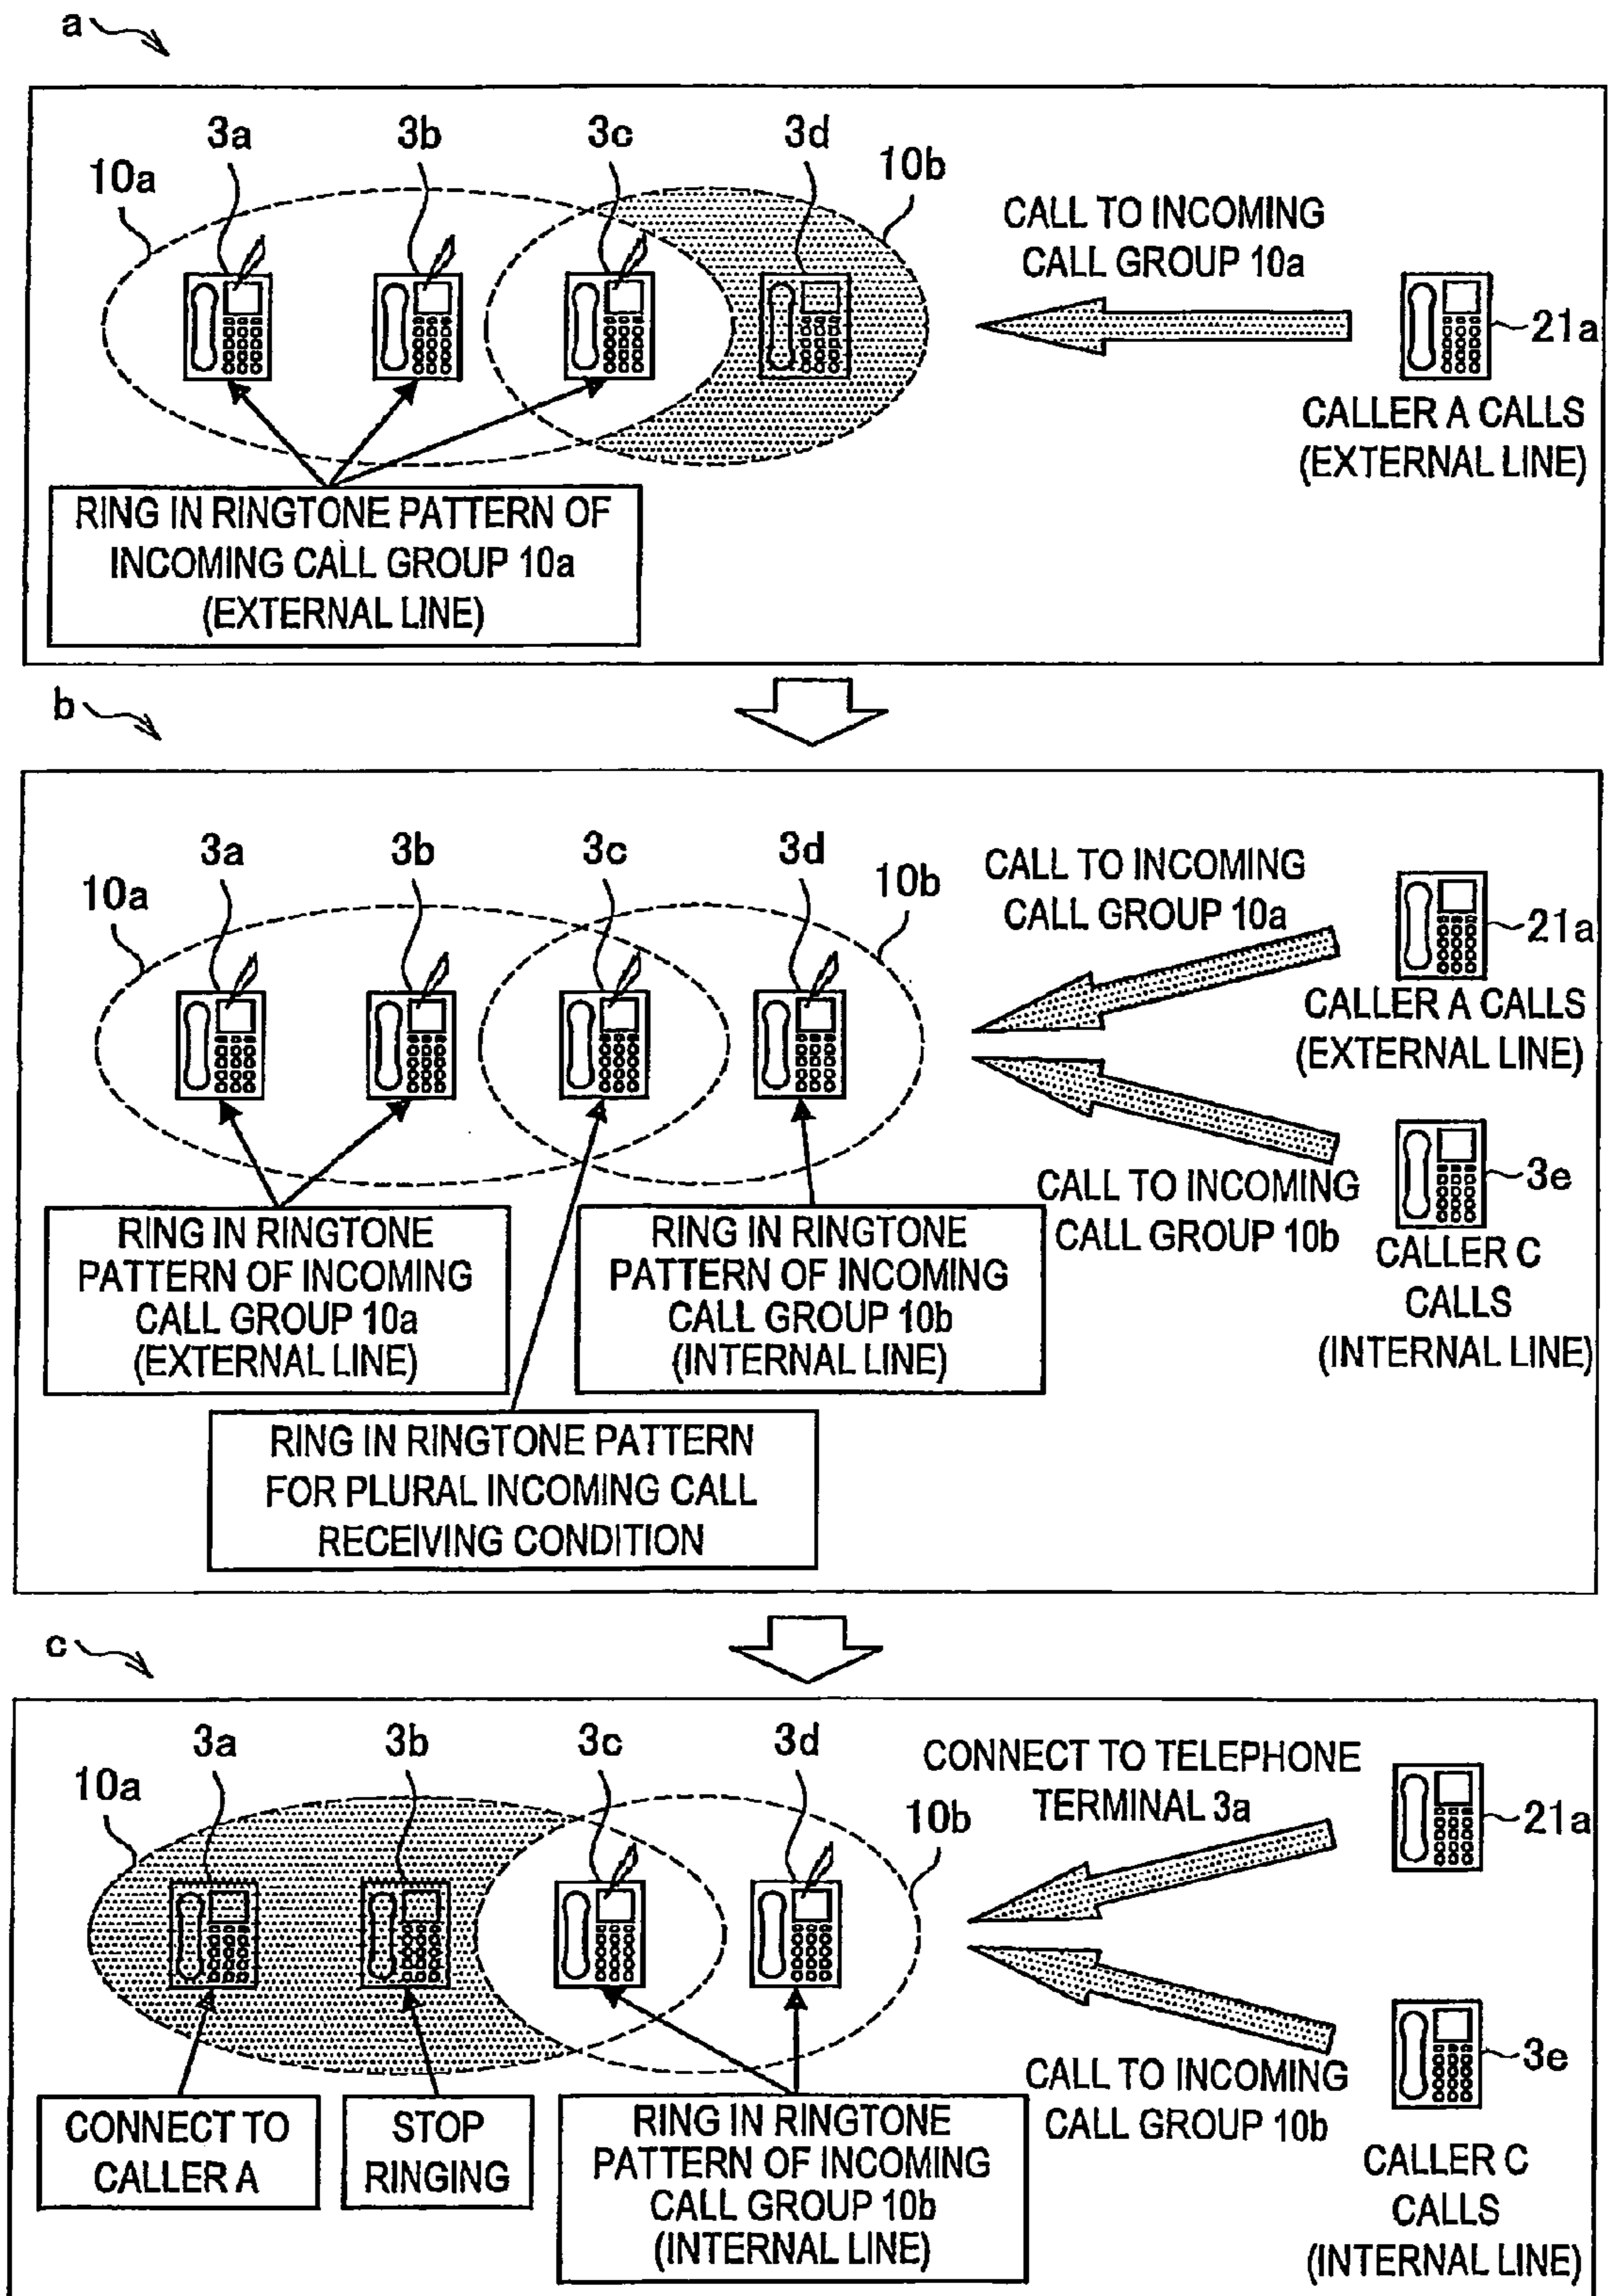 a
3a
3b
3c
3d
10a
10b
CALL TO INCOMING
CALL GROUP 10a
21a
CALLER A CALLS
(EXTERNAL LINE)
RING IN RINGTONE PATTERN OF
INCOMING CALL GROUP 10a
(EXTERNAL LINE)
b
3a
3b
3c
3d
10a
10b
CALL TO INCOMING
CALL GROUP 10a
21a
CALLER A CALLS
(EXTERNAL LINE)
3e
CALL TO INCOMING
CALL GROUP 10b
CALLER C
CALLS
(INTERNAL LINE)
RING IN RINGTONE
PATTERN OF INCOMING
CALL GROUP 10a
(EXTERNAL LINE)
RING IN RINGTONE
PATTERN OF INCOMING
CALL GROUP 10b
(INTERNAL LINE)
RING IN RINGTONE PATTERN
FOR PLURAL INCOMING CALL
RECEIVING CONDITION
c
3a
3b
3c
3d
10a
10b
CONNECT TO TELEPHONE
TERMINAL 3a
21a
3e
CALL TO INCOMING
CALL GROUP 10b
CALLER C
CALLS
(INTERNAL LINE)
CONNECT TO
CALLER A
STOP
RINGING
RING IN RINGTONE
PATTERN OF INCOMING
CALL GROUP 10b
(INTERNAL LINE)